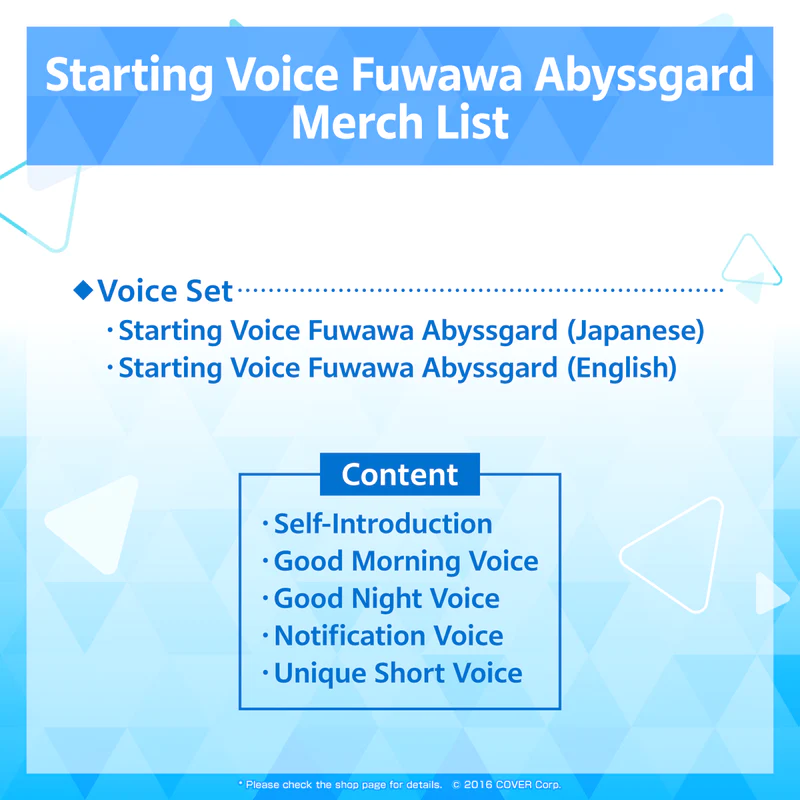 Starting Voice Fuwawa Abyssgard
Merch List
◆Voice Set
・Starting Voice Fuwawa Abyssgard (Japanese)
・Starting Voice Fuwawa Abyssgard (English)
Content
・Self-Introduction
・Good Morning Voice
・Good Night Voice
・Notification Voice
・Unique Short Voice
* Please check the shop page for details. © 2016 COVER Corp.